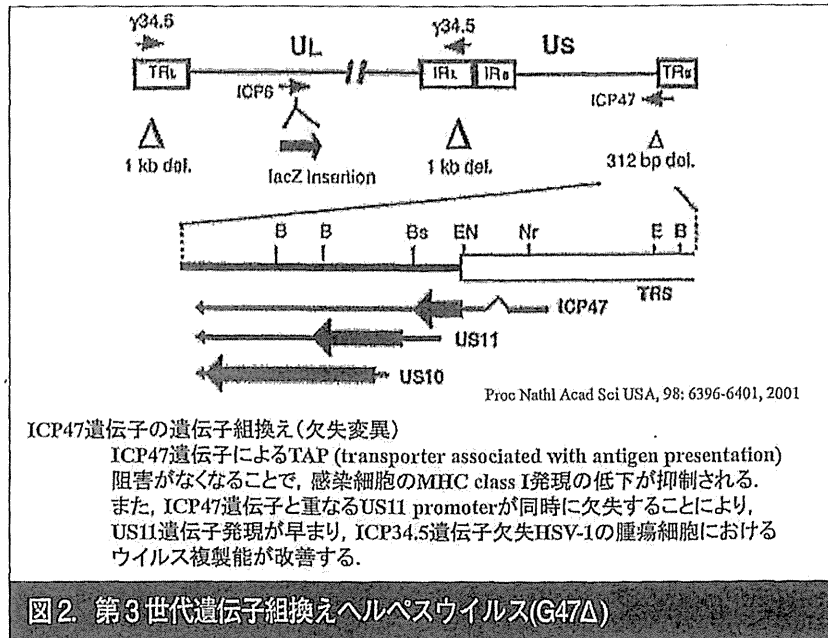 γ34.5 γ34.5
UL US
TRL IRL IRS TRS
ICP6 ICP47
Δ Δ Δ
1 kb del. lacZ Insertion 1 kb del. 312 bp del.
B B Bs EN Nr E B
TRS
ICP47
US11
US10
Proc Nathl Acad Sci USA, 98: 6396-6401, 2001
ICP47遺伝子の遺伝子組換え(欠失変異)
ICP47遺伝子によるTAP (transporter associated with antigen presentation)
阻害がなくなることで, 感染細胞のMHC class I発現の低下が抑制される.
また, ICP47遺伝子と重なるUS11 promoterが同時に欠失することにより,
US11遺伝子発現が早まり, ICP34.5遺伝子欠失HSV-1の腫瘍細胞における
ウイルス複製能が改善する.
図2. 第3世代遺伝子組換えヘルペスウイルス(G47Δ)